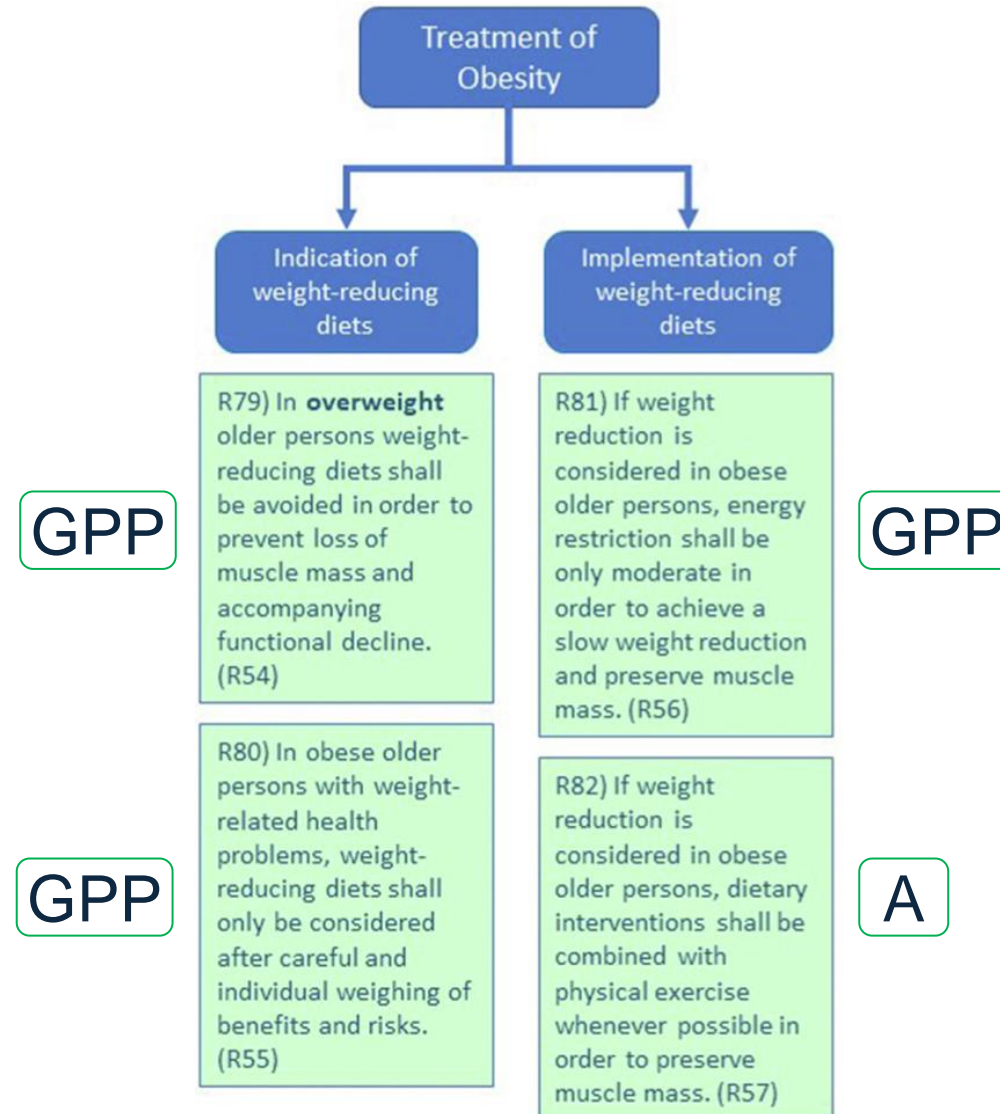 Treatment of
Obesity
Indication of
weight-reducing
diets
Implementation of
weight-reducing
diets
GPP
R79) In overweight
older persons weight-
reducing diets shall
be avoided in order to
prevent loss of
muscle mass and
accompanying
functional decline.
(R54)
R81) If weight
reduction is
considered in obese
older persons, energy
restriction shall be
only moderate in
order to achieve a
slow weight reduction
and preserve muscle
mass. (R56)
GPP
GPP
R80) In obese older
persons with weight-
related health
problems, weight-
reducing diets shall
only be considered
after careful and
individual weighing of
benefits and risks.
(R55)
R82) If weight
reduction is
considered in obese
older persons, dietary
interventions shall be
combined with
physical exercise
whenever possible in
order to preserve
muscle mass. (R57)
A